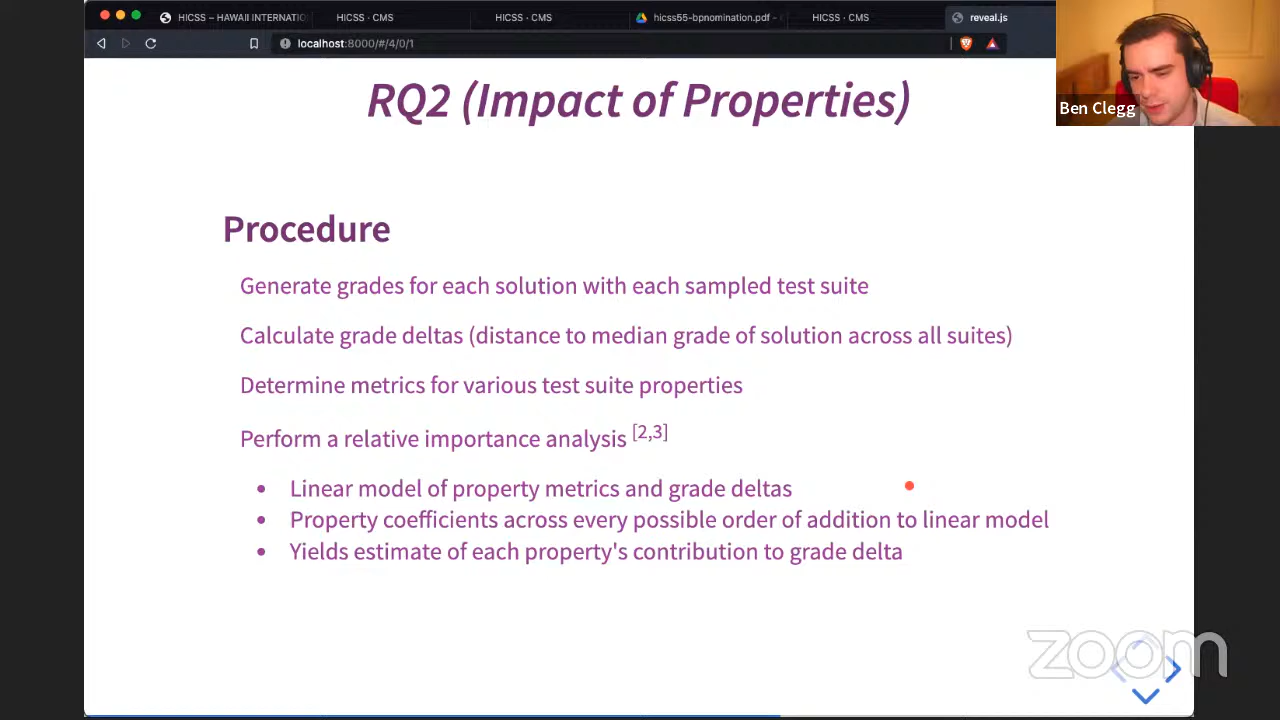 HICSS – HAWAII INTERNATIO
HICSS · CMS
HICSS · CMS
hicss55-bpnomination.pdf -
HICSS · CMS
reveal.js
localhost:8000/#/4/0/1
Ben Clegg
RQ2 (Impact of Properties)
Procedure
Generate grades for each solution with each sampled test suite
Calculate grade deltas (distance to median grade of solution across all suites)
Determine metrics for various test suite properties
Perform a relative importance analysis [2,3]
• Linear model of property metrics and grade deltas
• Property coefficients across every possible order of addition to linear model
• Yields estimate of each property's contribution to grade delta
zoom